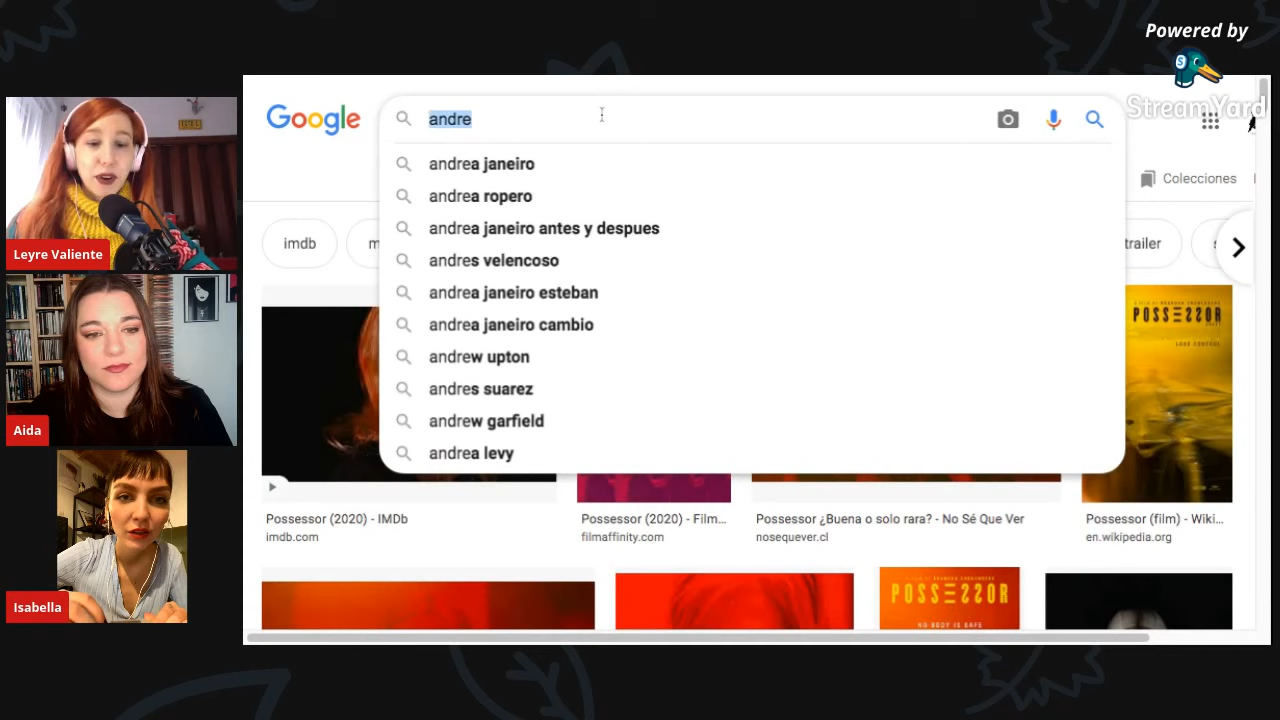 Powered by
StreamYard
Google
andre
andrea janeiro
andrea ropero
andrea janeiro antes y despues
andres velencoso
andrea janeiro esteban
andrea janeiro cambio
andrew upton
andres suarez
andrew garfield
andrea levy
Colecciones
imdb
m
trailer
s
Leyre Valiente
Aida
Isabella
POSSESSOR
Possessor (2020) - IMDb
imdb.com
Possessor (2020) - Film...
filmaffinity.com
Possessor ¿Buena o solo rara? - No Sé Que Ver
nosequever.cl
Possessor (film) - Wiki...
en.wikipedia.org
POSSESSOR
NO BODY IS SAFE